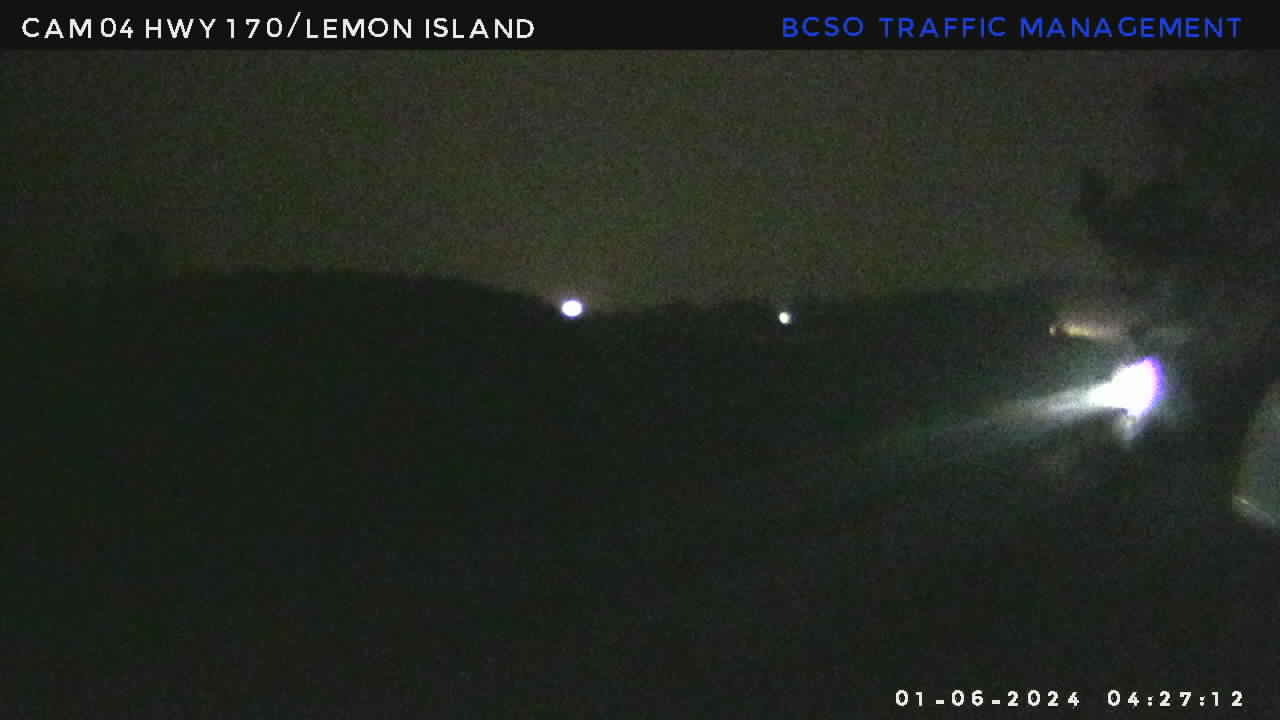 CAM04 HWY 170/LEMON ISLAND
BCSO TRAFFIC MANAGEMENT
01-06-2024 04:27:12